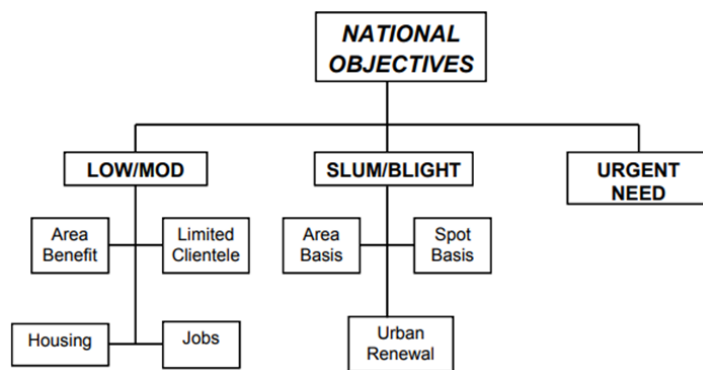 NATIONAL
OBJECTIVES
LOW/MOD
SLUM/BLIGHT
URGENT
NEED
Area
Benefit
Limited
Clientele
Area
Basis
Spot
Basis
Housing
Jobs
Urban
Renewal